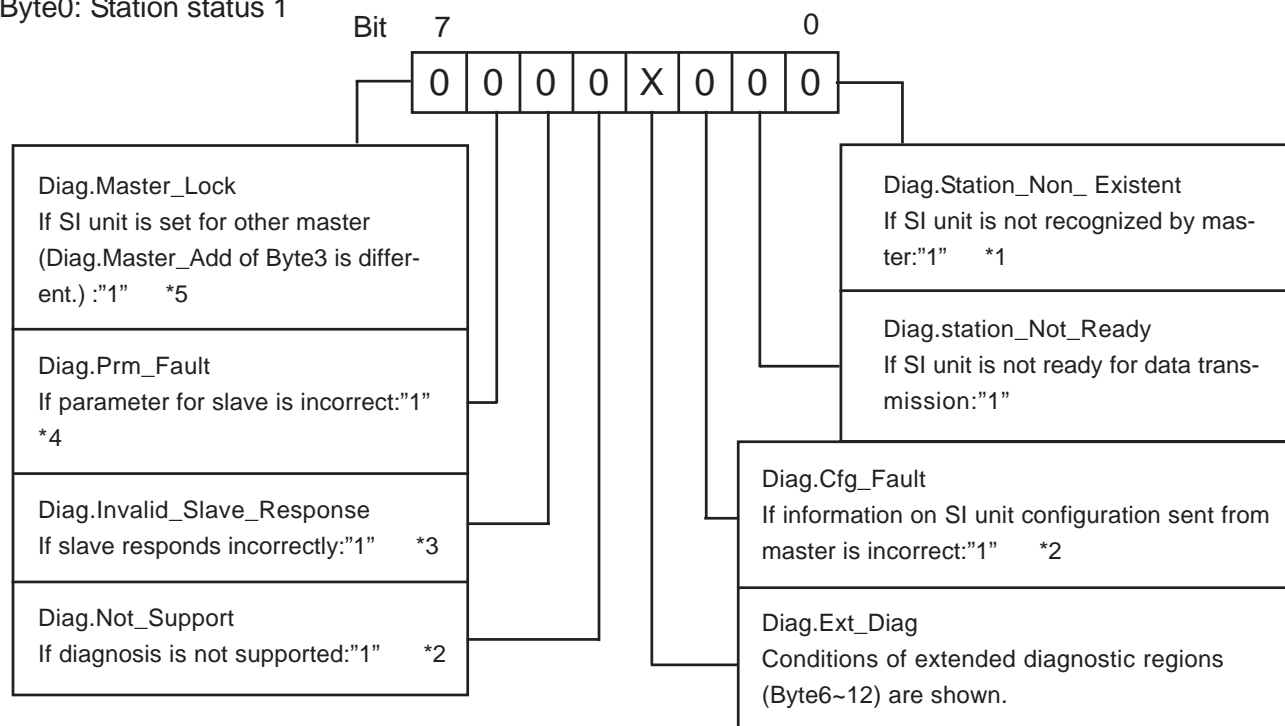 Byte0: Station status 1
Bit 7 0
0 0 0 0 X 0 0 0
Diag.Master_Lock
If SI unit is set for other master
(Diag.Master_Add of Byte3 is differ-
ent.) :”1” *5
Diag.Prm_Fault
If parameter for slave is incorrect:”1”
*4
Diag.Invalid_Slave_Response
If slave responds incorrectly:”1” *3
Diag.Not_Support
If diagnosis is not supported:”1” *2
Diag.Station_Non_ Existent
If SI unit is not recognized by mas-
ter:”1” *1
Diag.station_Not_Ready
If SI unit is not ready for data trans-
mission:”1”
Diag.Cfg_Fault
If information on SI unit configuration sent from
master is incorrect:”1” *2
Diag.Ext_Diag
Conditions of extended diagnostic regions
(Byte6~12) are shown.